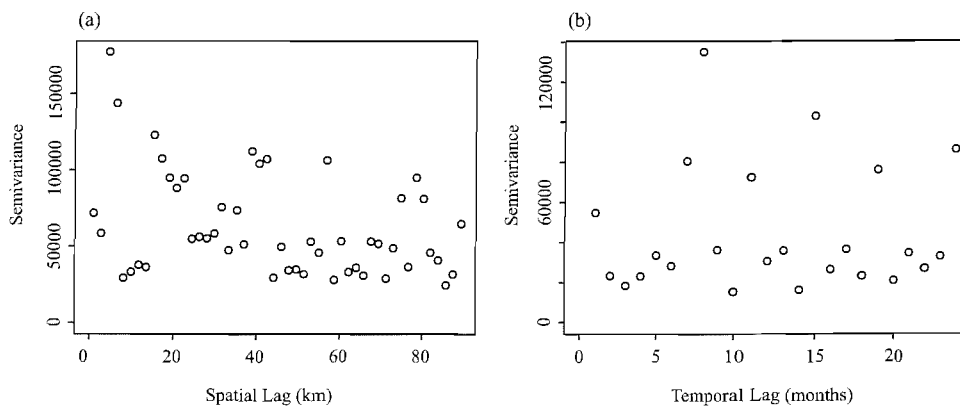 (a)
Semivariance
150000
100000
50000
0
0 20 40 60 80
Spatial Lag (km)
(b)
Semivariance
120000
60000
0
0 5 10 15 20
Temporal Lag (months)